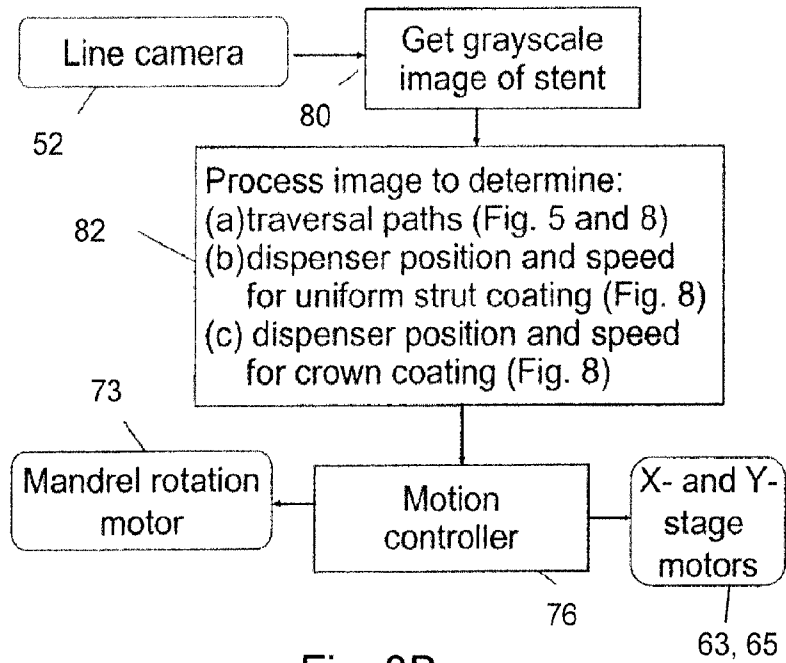 Line camera
Get grayscale
image of stent
80
52
Process image to determine:
(a)traversal paths (Fig. 5 and 8)
(b)dispenser position and speed
for uniform strut coating (Fig. 8)
(c) dispenser position and speed
for crown coating (Fig. 8)
82
73
Mandrel rotation
motor
Motion
controller
X- and Y-
stage
motors
76
63, 65